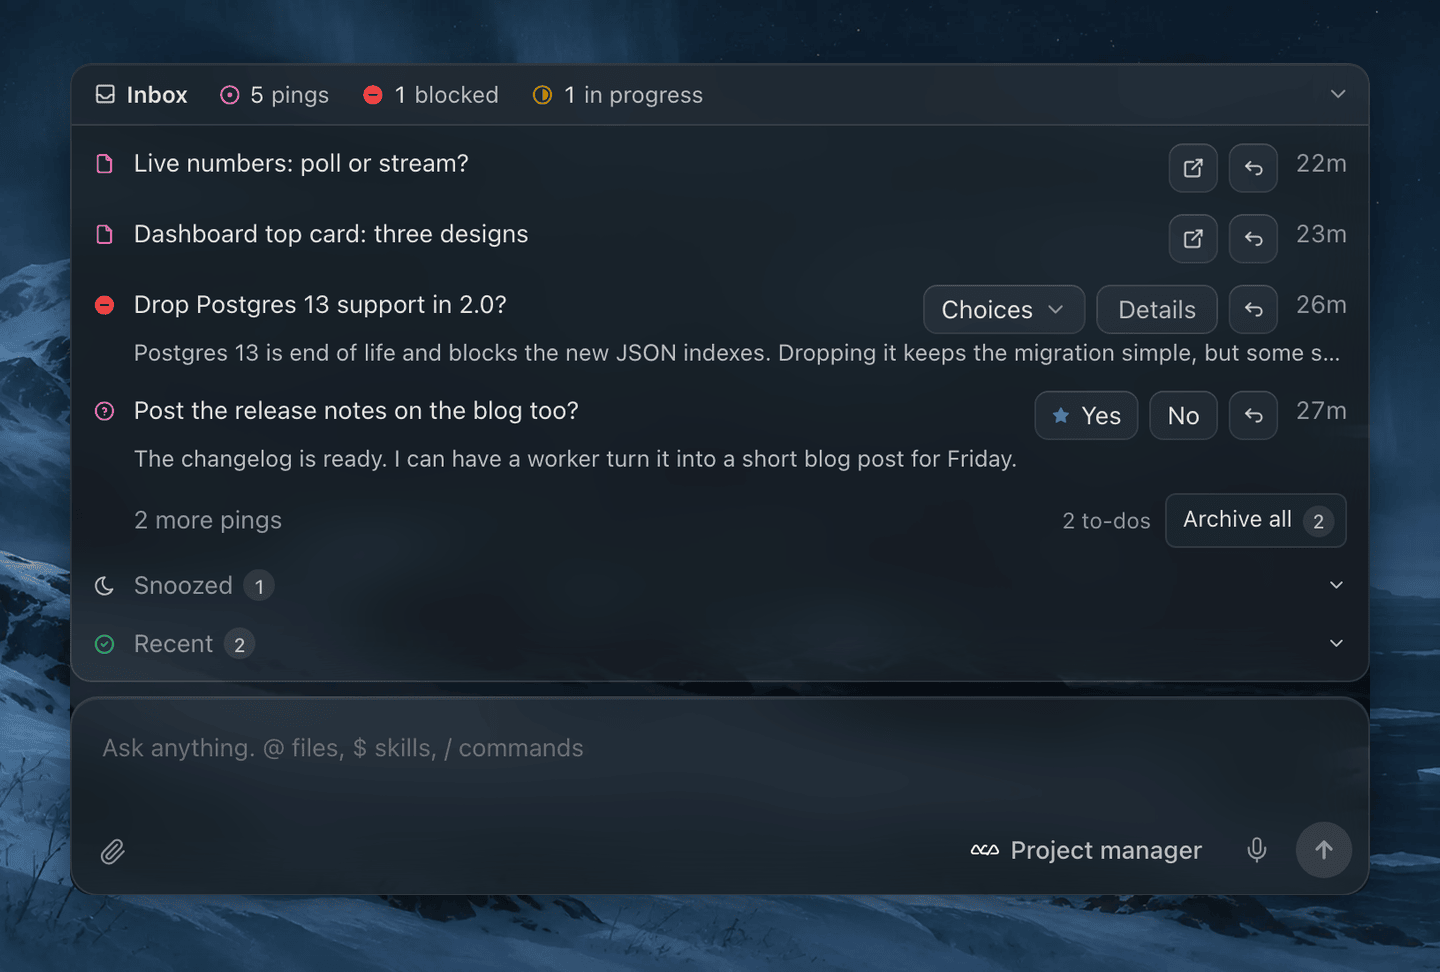 Inbox 5 pings 1 blocked 1 in progress
Live numbers: poll or stream? 22m
Dashboard top card: three designs 23m
Drop Postgres 13 support in 2.0? Choices Details 26m
Postgres 13 is end of life and blocks the new JSON indexes. Dropping it keeps the migration simple, but some s...
Post the release notes on the blog too? Yes No 27m
The changelog is ready. I can have a worker turn it into a short blog post for Friday.
2 more pings 2 to-dos Archive all 2
Snoozed 1
Recent 2
Ask anything. @ files, $ skills, / commands
Project manager